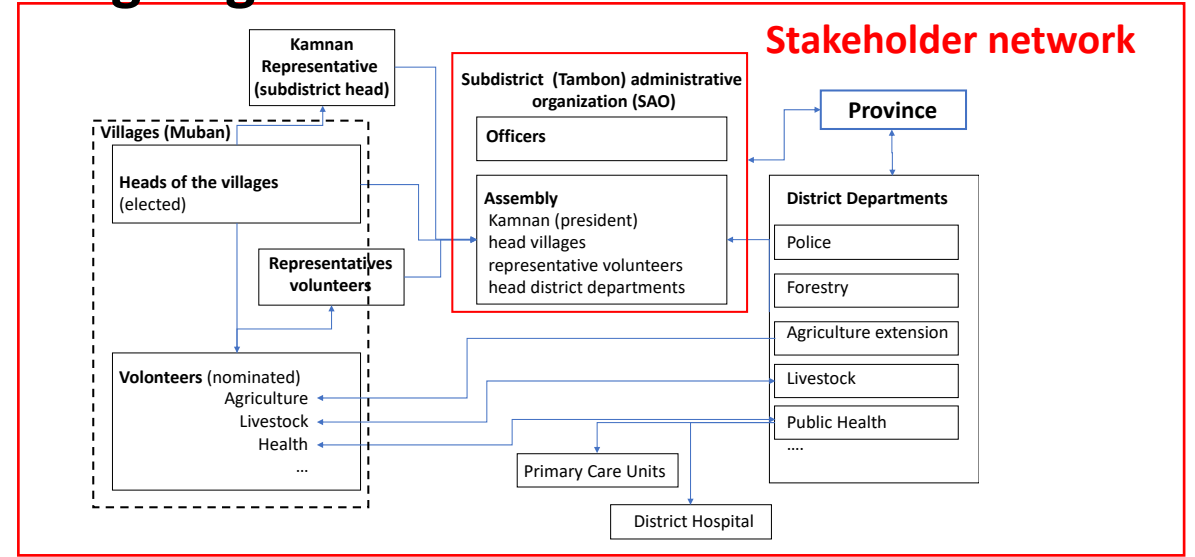 Stakeholder network
Kamnan
Representative
(subdistrict head)
Subdistrict (Tambon) administrative
organization (SAO)
Province
Villages (Muban)
Officers
Heads of the villages
(elected)
Assembly
Kamnan (president)
head villages
representative volunteers
head district departments
District Departments
Police
Forestry
Agriculture extension
Livestock
Public Health
....
Representatives
volunteers
Volonteers (nominated)
Agriculture
Livestock
Health
...
Primary Care Units
District Hospital